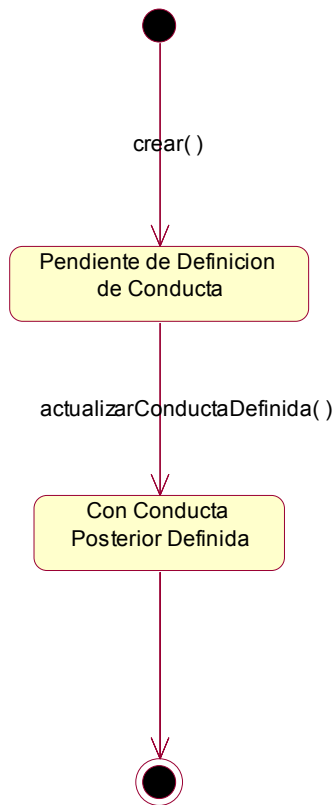 crear( )
Pendiente de Definicion
de Conducta
actualizarConductaDefinida( )
Con Conducta
Posterior Definida